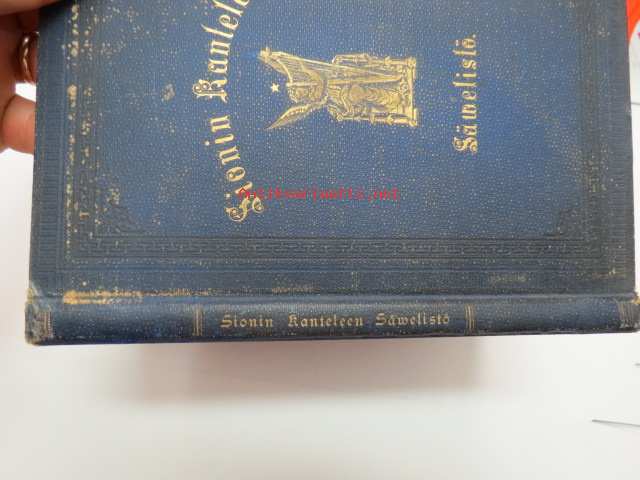 Sionin Kantele
Säwelistö.
Sionin Kanteleen Säwelistö